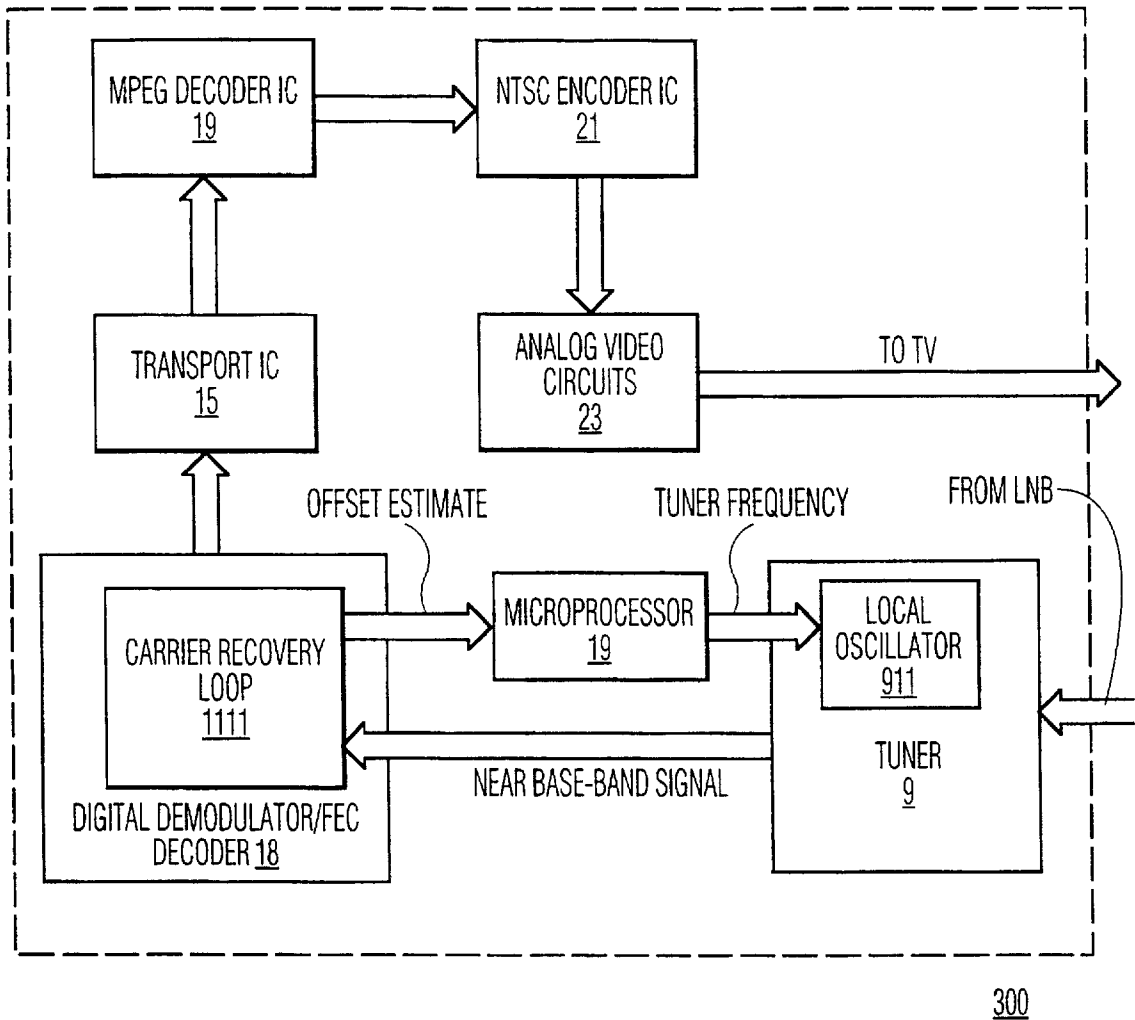 MPEG DECODER IC
19
NTSC ENCODER IC
21
TRANSPORT IC
15
ANALOG VIDEO
CIRCUITS
23
TO TV
FROM LNB
OFFSET ESTIMATE
TUNER FREQUENCY
CARRIER RECOVERY
LOOP
1111
MICROPROCESSOR
19
LOCAL
OSCILLATOR
911
TUNER
9
NEAR BASE-BAND SIGNAL
DIGITAL DEMODULATOR/FEC
DECODER 18
300